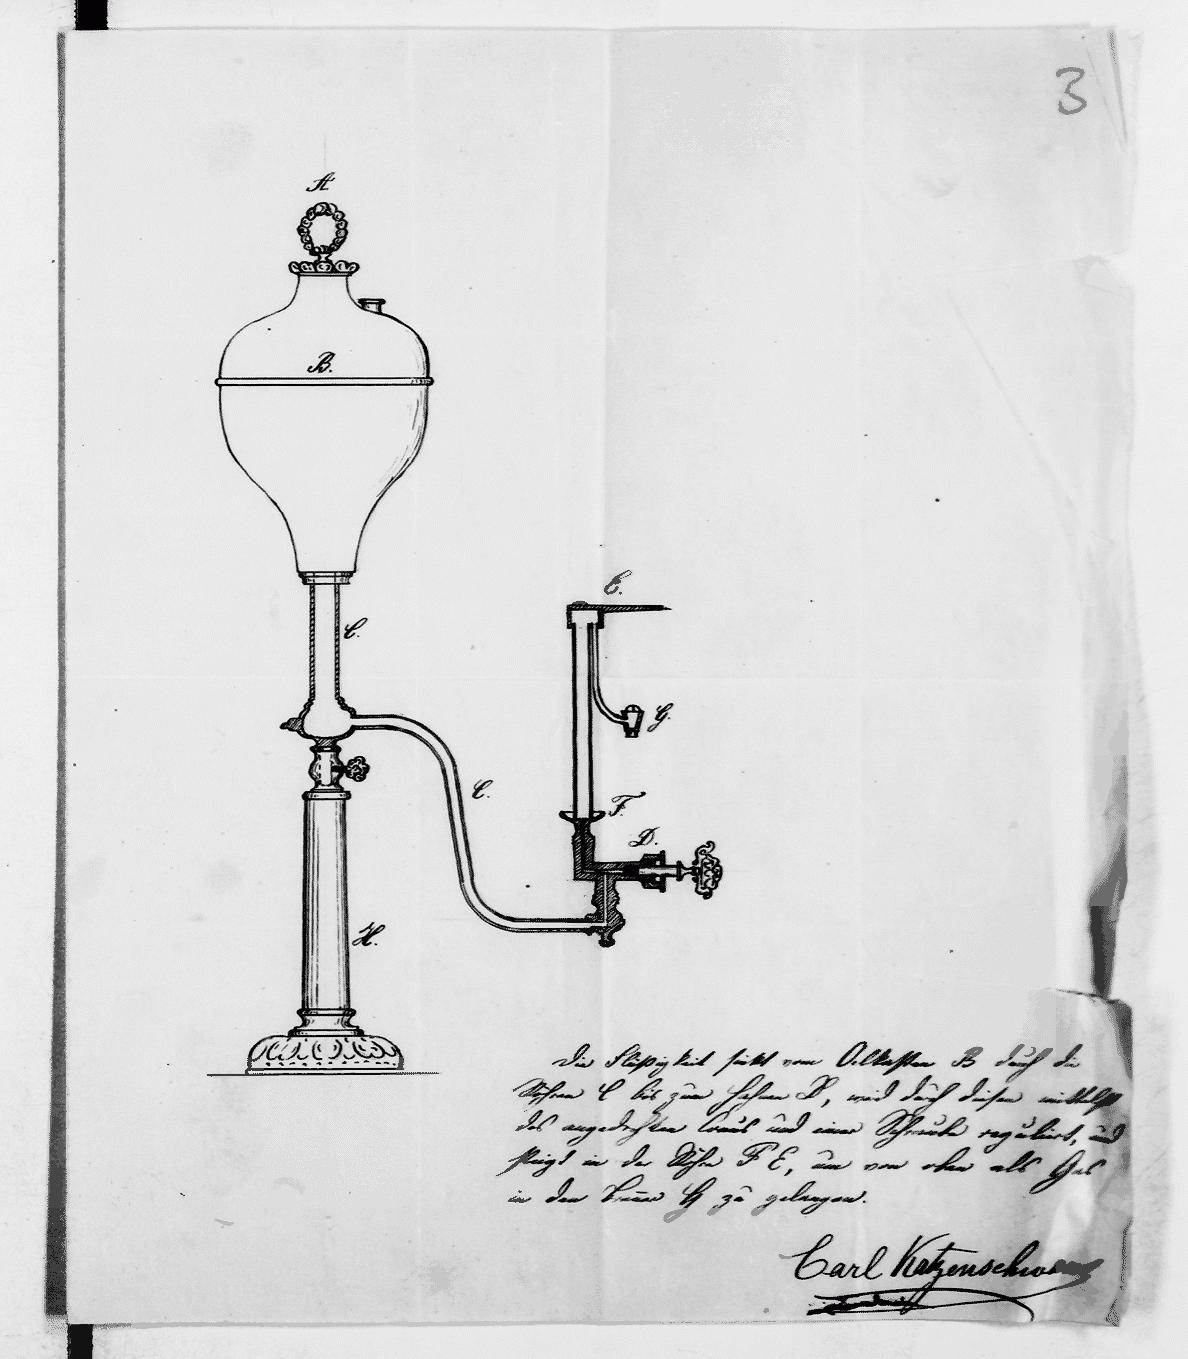 3
A
B.
E.
C.
G.
C.
F.
D.
H.
Die Flüßigkeit sinkt vom Oelkasten B durch die
Röhren C bis zum Hahnen D, wird durch diesen mittelst
des angedrehten Conus und einer Schraube regulirt, und
steigt in der Röhre F E, um von oben als Gas
in den Brenner G zu gelangen.
Carl Katzenschwanz